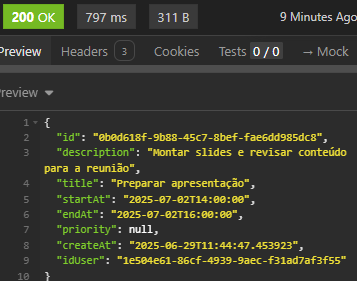 200 OK 797 ms 311 B 9 Minutes Ago
Preview Headers 3 Cookies Tests 0 / 0 → Mock
Preview
1 {
2 "id": "0b0d618f-9b88-45c7-8bef-fae6dd985dc8",
3 "description": "Montar slides e revisar conteúdo
para a reunião",
4 "title": "Preparar apresentação",
5 "startAt": "2025-07-02T14:00:00",
6 "endAt": "2025-07-02T16:00:00",
7 "priority": null,
8 "createAt": "2025-06-29T11:44:47.453923",
9 "idUser": "1e504e61-86cf-4939-9aec-f31ad7af3f55"
10 }